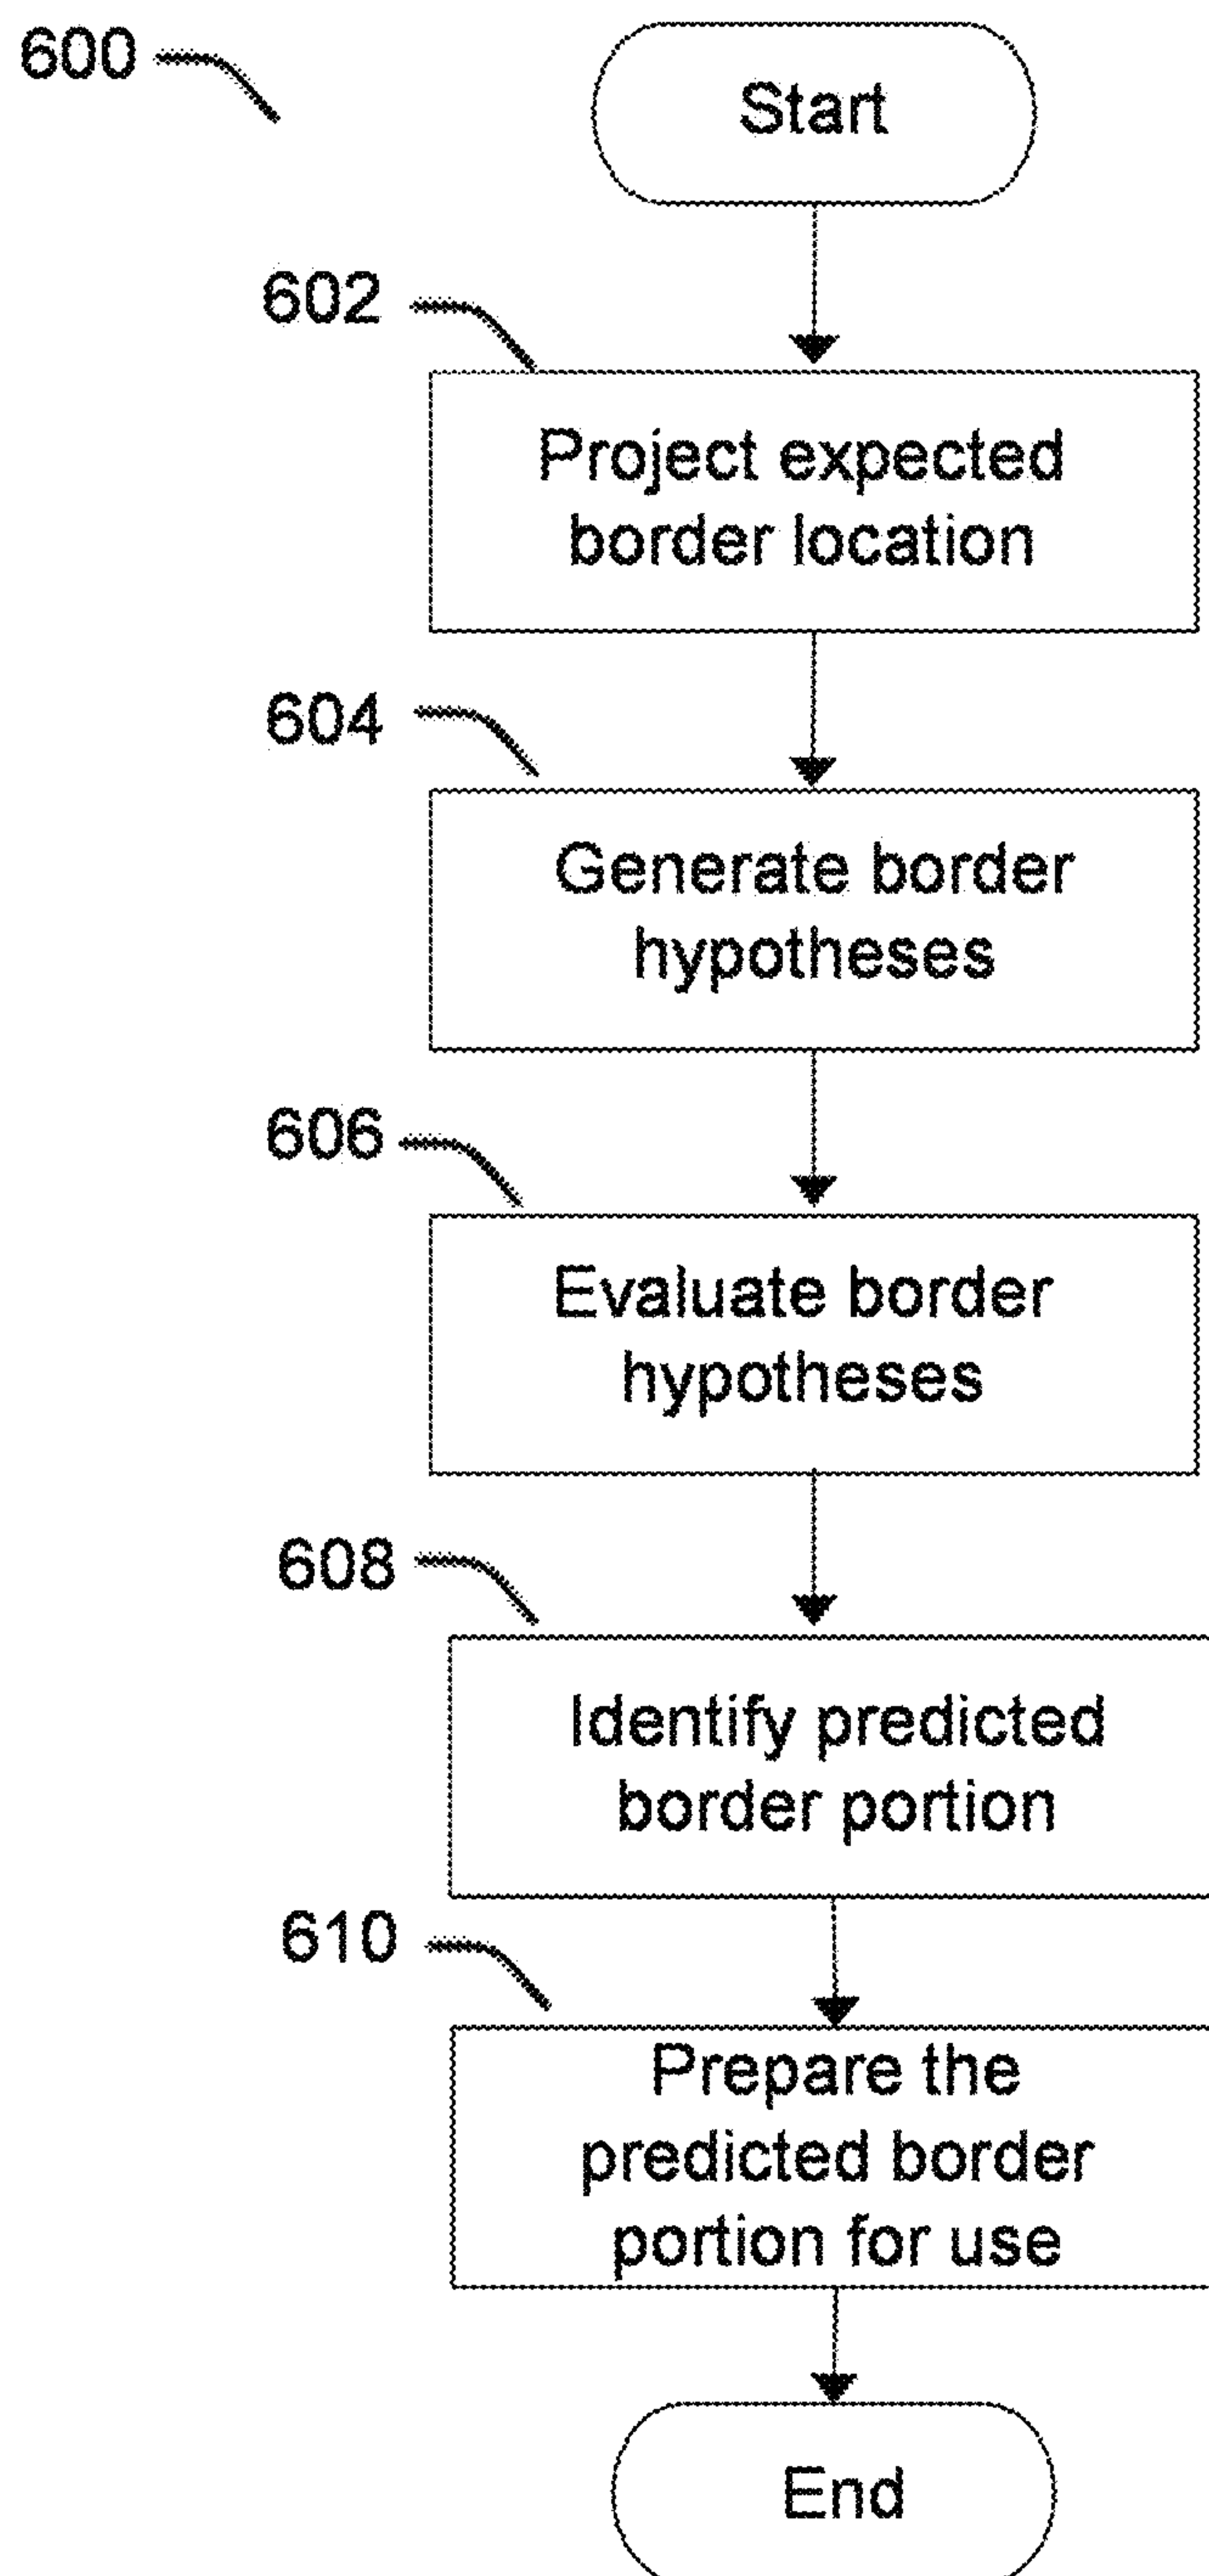 600
Start
602
Project expected
border location
604
Generate border
hypotheses
606
Evaluate border
hypotheses
608
Identify predicted
border portion
610
Prepare the
predicted border
portion for use
End